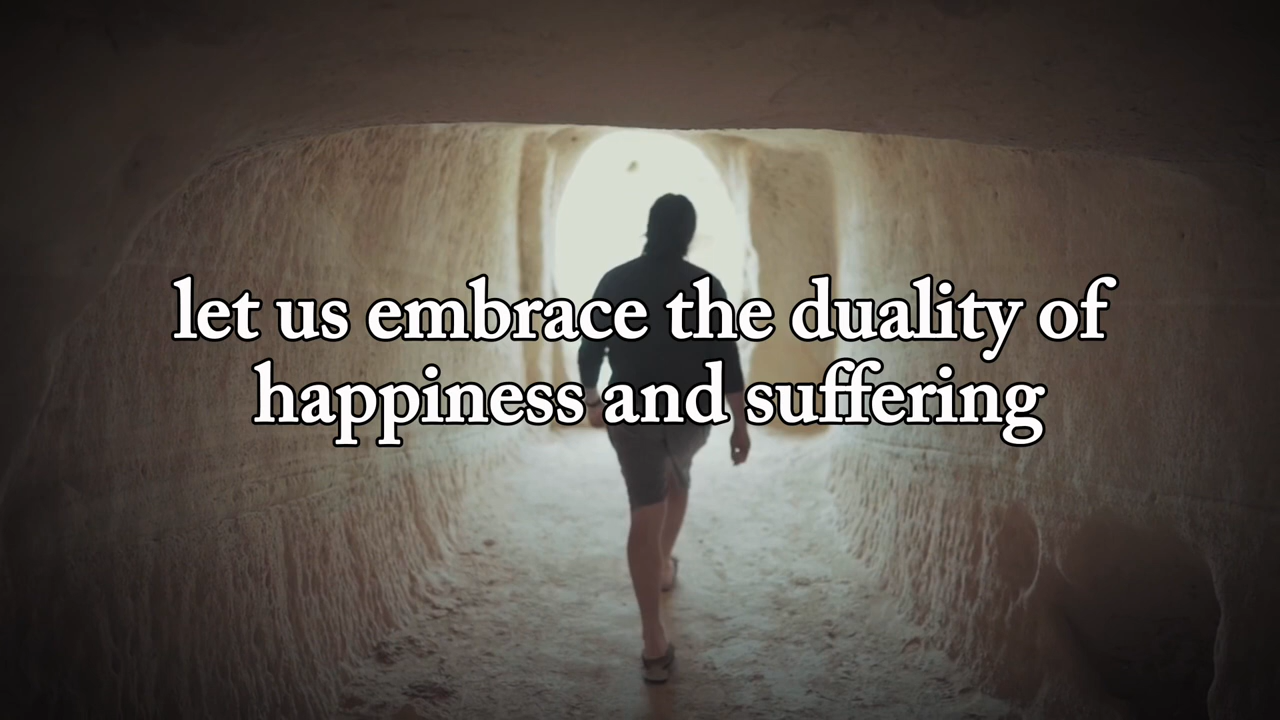 let us embrace the duality of
happiness and suffering